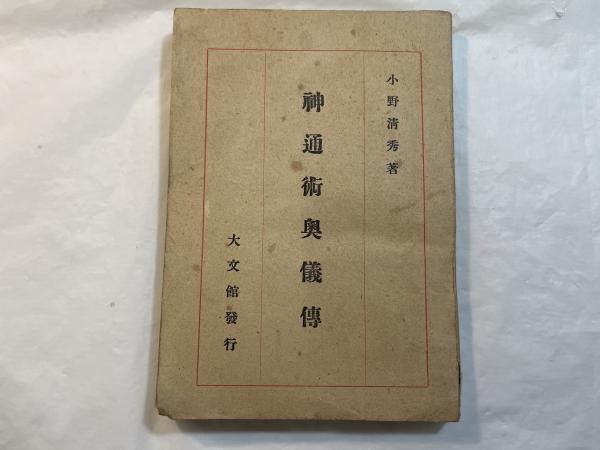 小野清秀著
神通術奥儀傳
大文館發行